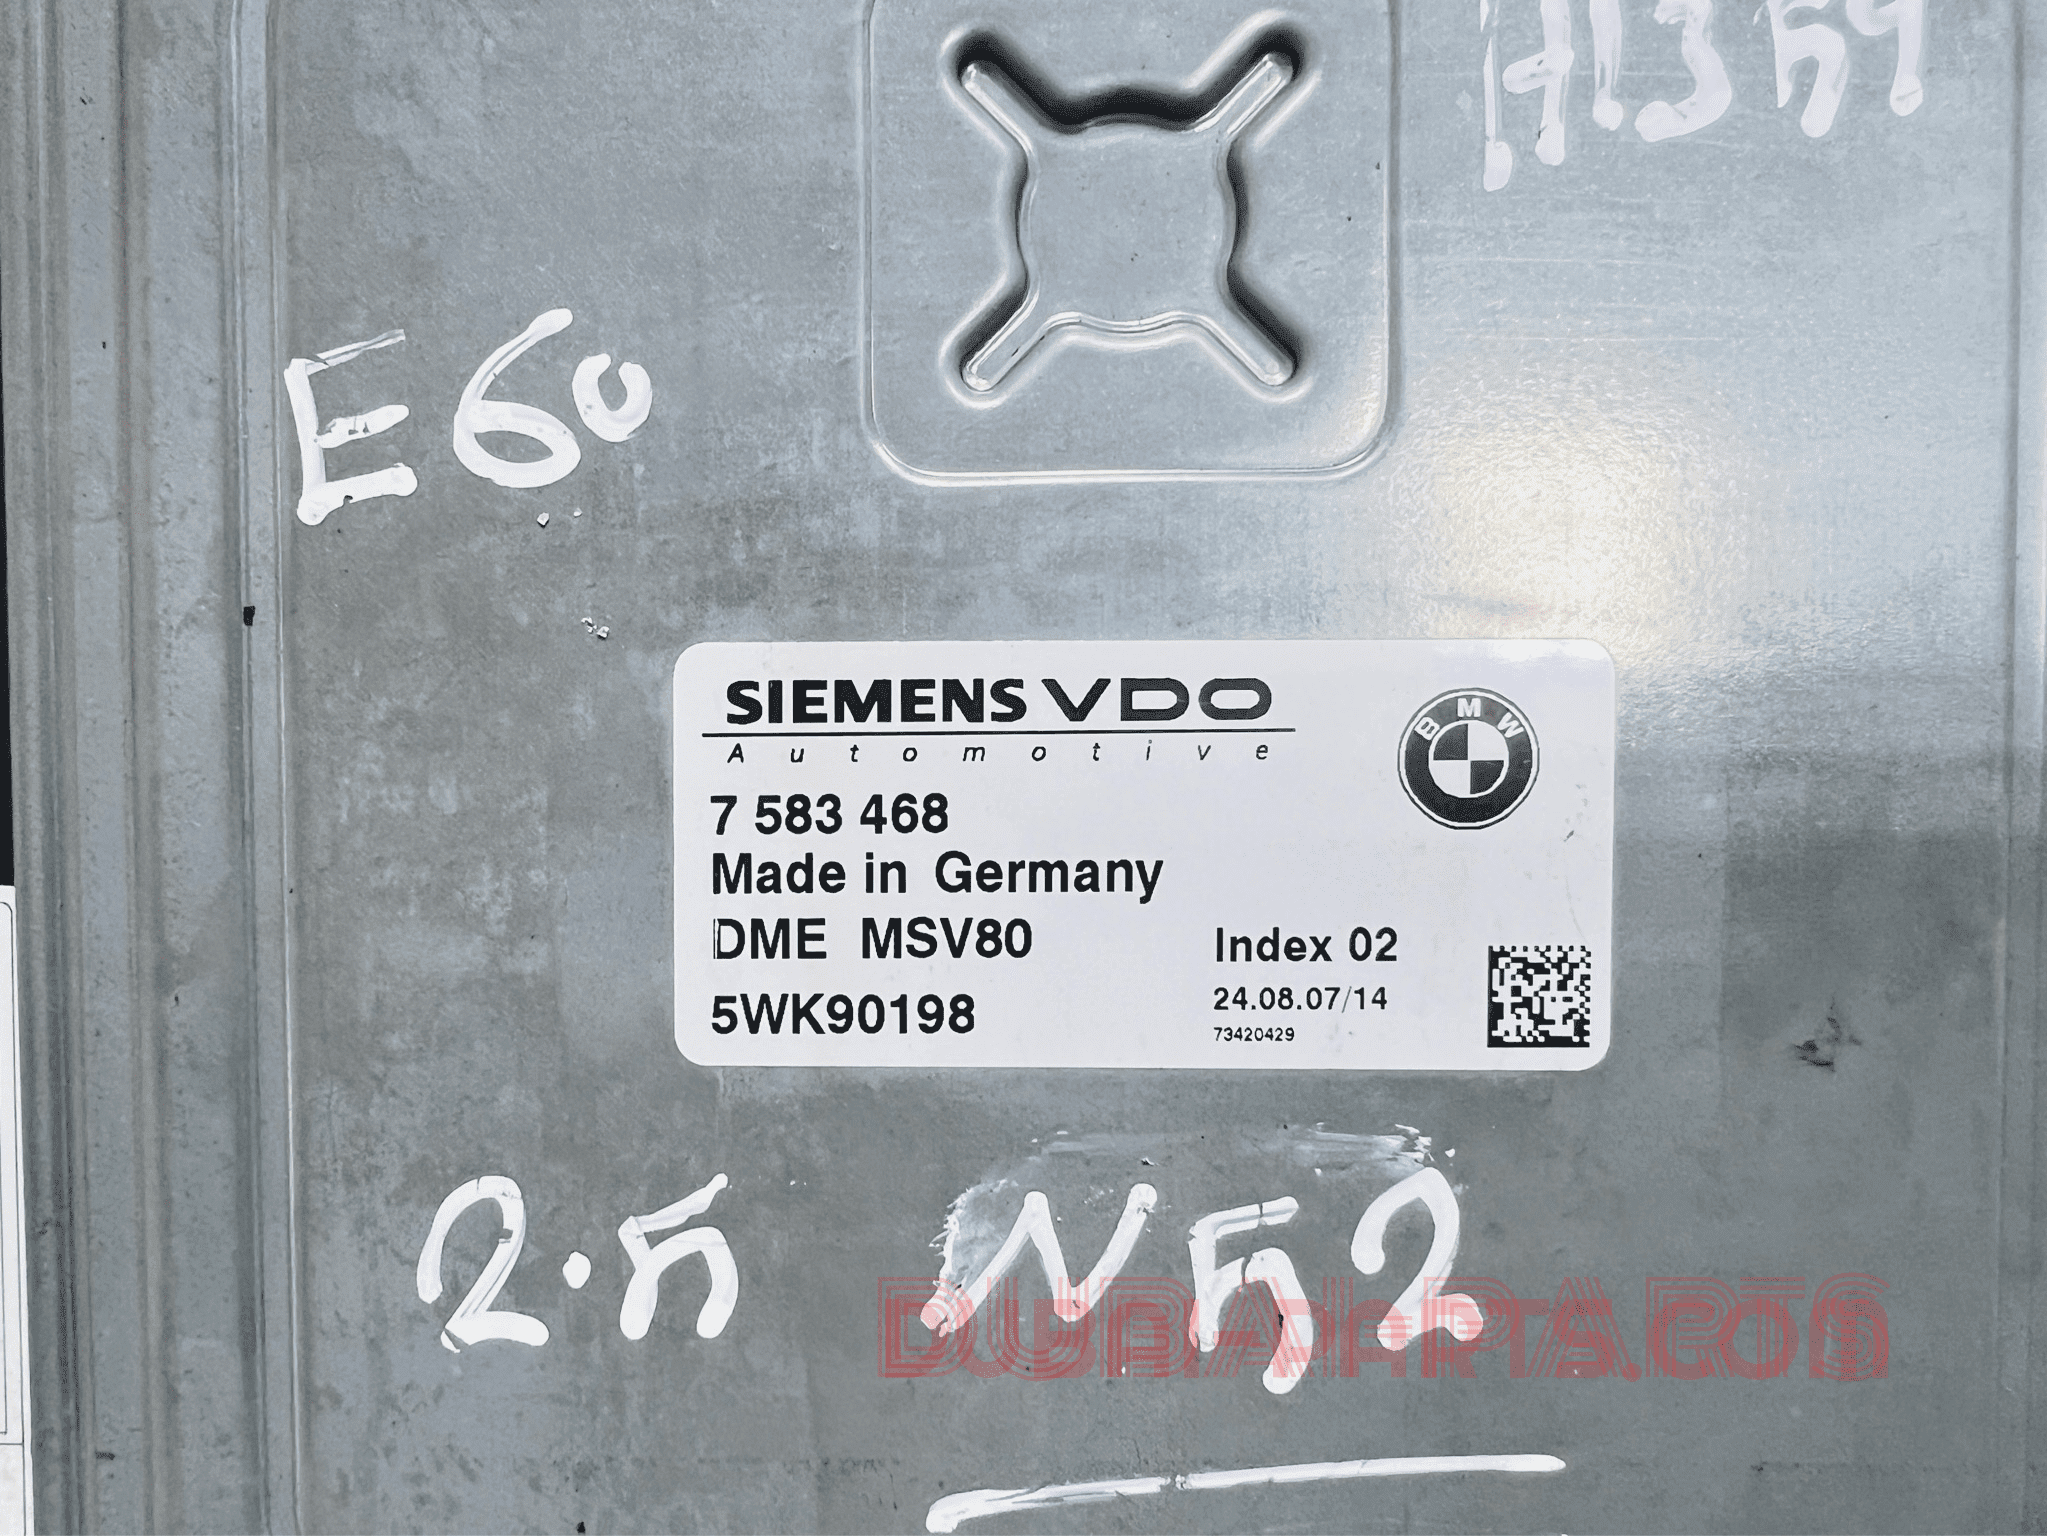 E60
SIEMENS VDO
Automotive
BMW
7 583 468
Made in Germany
DME MSV80
Index 02
5WK90198
24.08.07/14
73420429
2.5 N52